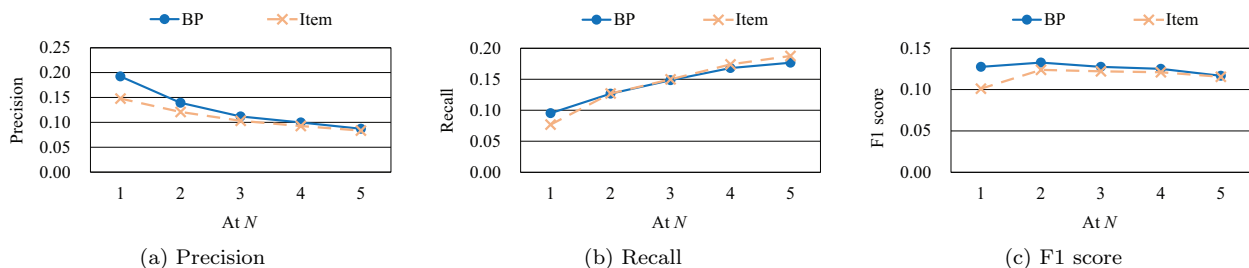 BP Item
0.25
0.20
0.15
0.10
0.05
0.00
Precision
1 2 3 4 5
At N
(a) Precision
BP Item
0.20
0.15
0.10
0.05
0.00
Recall
1 2 3 4 5
At N
(b) Recall
BP Item
0.15
0.10
0.05
0.00
F1 score
1 2 3 4 5
At N
(c) F1 score